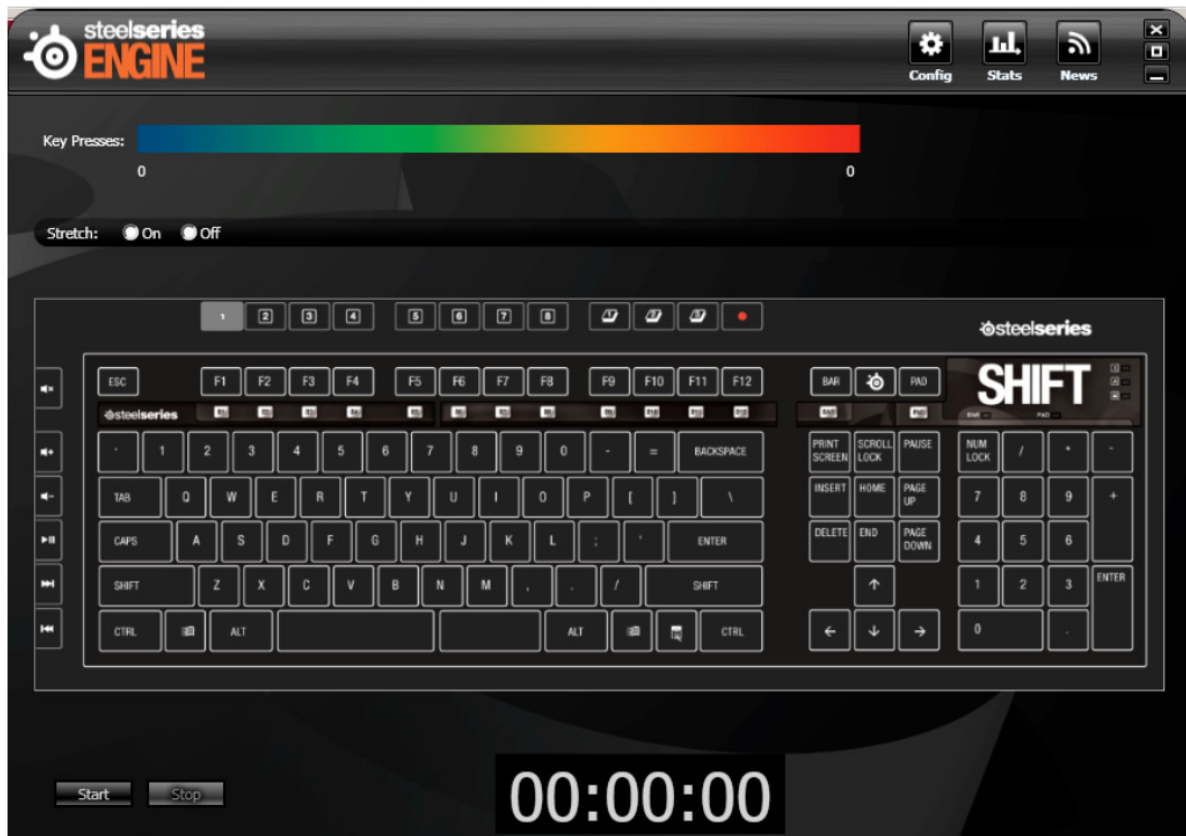 steelseries
ENGINE
Config Stats News
Key Presses:
0 0
Stretch: On Off
1 2 3 4 5 6 7 8
steelseries
ESC F1 F2 F3 F4 F5 F6 F7 F8 F9 F10 F11 F12 BAR PAD SHIFT
steelseries BAR PAD
1 2 3 4 5 6 7 8 9 0 - = BACKSPACE PRINT SCREEN SCROLL LOCK PAUSE NUM LOCK / * -
TAB Q W E R T Y U I O P [ ] \ INSERT HOME PAGE UP 7 8 9 +
CAPS A S D F G H J K L ; ' ENTER DELETE END PAGE DOWN 4 5 6
SHIFT Z X C V B N M , . / SHIFT ↑ 1 2 3 ENTER
CTRL ALT ALT CTRL ← ↓ → 0 .
Start Stop 00:00:00